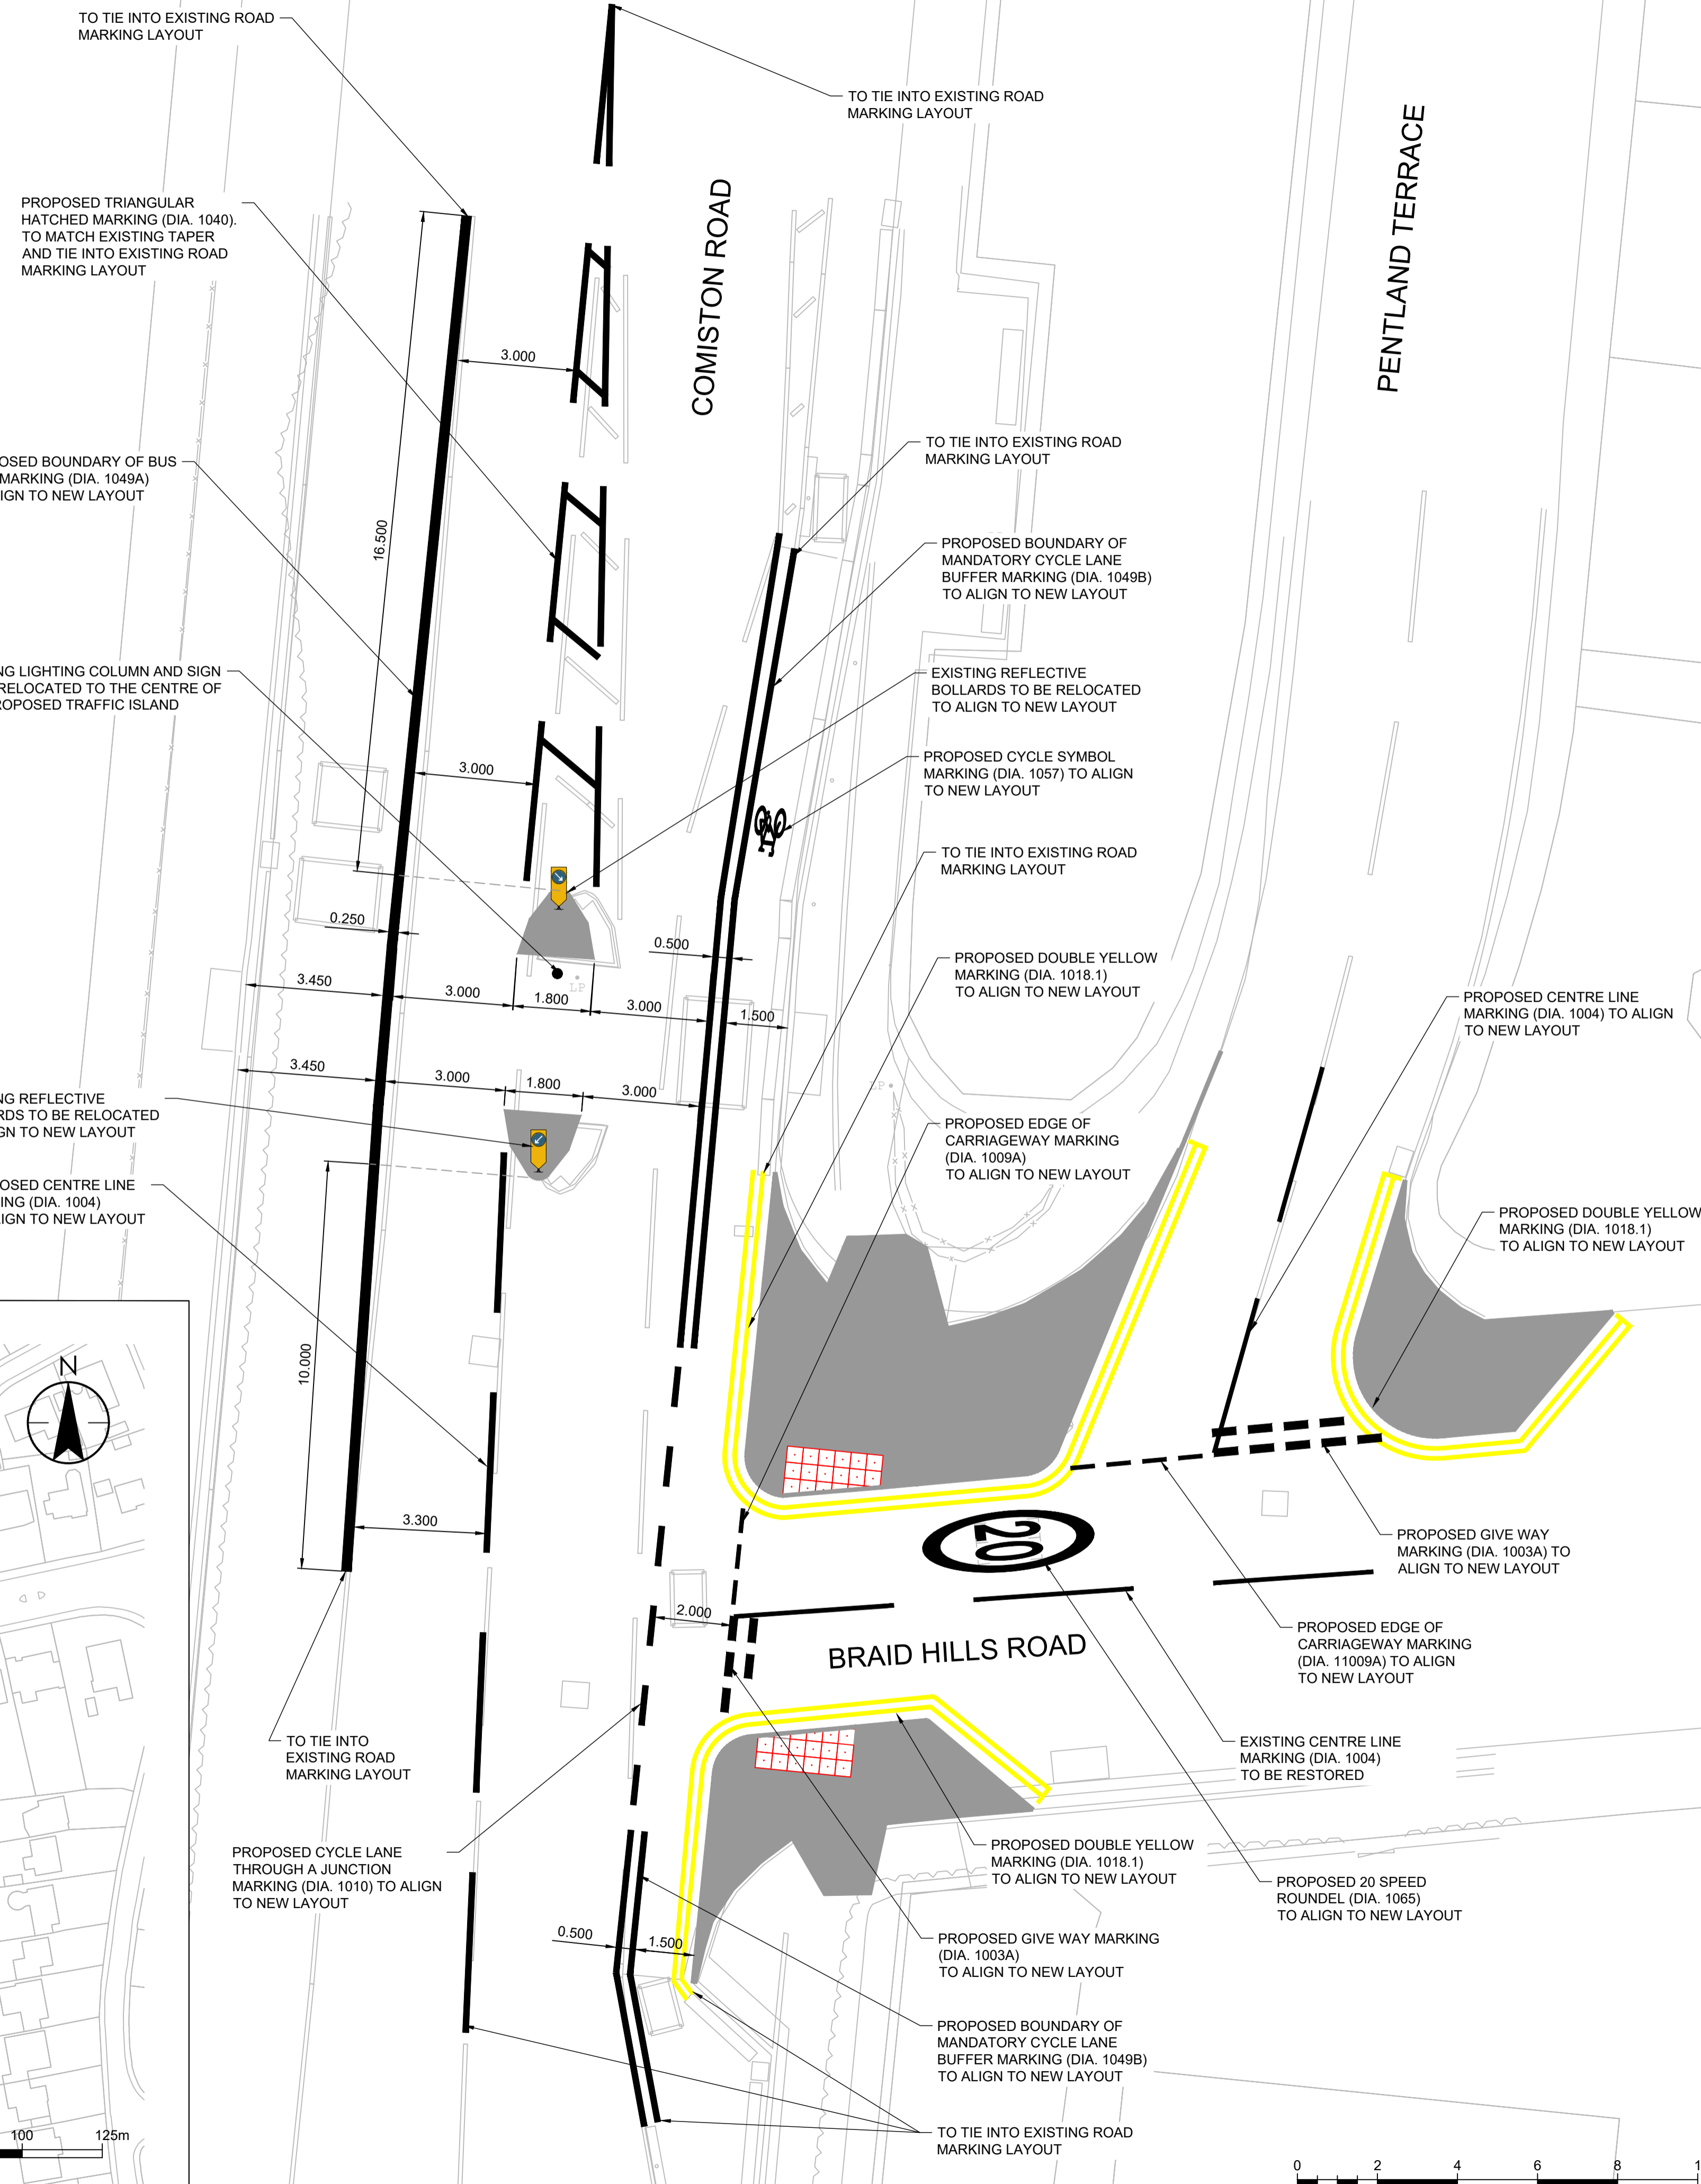 TO TIE INTO EXISTING ROAD
MARKING LAYOUT
TO TIE INTO EXISTING ROAD
MARKING LAYOUT
COMISTON ROAD
PENTLAND TERRACE
PROPOSED TRIANGULAR
HATCHED MARKING (DIA. 1040).
TO MATCH EXISTING TAPER
AND TIE INTO EXISTING ROAD
MARKING LAYOUT
3.000
16.500
TO TIE INTO EXISTING ROAD
MARKING LAYOUT
OSED BOUNDARY OF BUS
MARKING (DIA. 1049A)
IGN TO NEW LAYOUT
PROPOSED BOUNDARY OF
MANDATORY CYCLE LANE
BUFFER MARKING (DIA. 1049B)
TO ALIGN TO NEW LAYOUT
NG LIGHTING COLUMN AND SIGN
RELOCATED TO THE CENTRE OF
ROPOSED TRAFFIC ISLAND
EXISTING REFLECTIVE
BOLLARDS TO BE RELOCATED
TO ALIGN TO NEW LAYOUT
3.000
PROPOSED CYCLE SYMBOL
MARKING (DIA. 1057) TO ALIGN
TO NEW LAYOUT
TO TIE INTO EXISTING ROAD
MARKING LAYOUT
0.250
0.500
PROPOSED DOUBLE YELLOW
MARKING (DIA. 1018.1)
TO ALIGN TO NEW LAYOUT
LP
3.450
3.000
1.800
3.000
1.500
PROPOSED CENTRE LINE
MARKING (DIA. 1004) TO ALIGN
TO NEW LAYOUT
3.450
3.000
1.800
3.000
LP
NG REFLECTIVE
RDS TO BE RELOCATED
GN TO NEW LAYOUT
PROPOSED EDGE OF
CARRIAGEWAY MARKING
(DIA. 1009A)
TO ALIGN TO NEW LAYOUT
POSED CENTRE LINE
ING (DIA. 1004)
IGN TO NEW LAYOUT
PROPOSED DOUBLE YELLOW
MARKING (DIA. 1018.1)
TO ALIGN TO NEW LAYOUT
N
10.000
3.300
20
PROPOSED GIVE WAY
MARKING (DIA. 1003A) TO
ALIGN TO NEW LAYOUT
2.000
BRAID HILLS ROAD
PROPOSED EDGE OF
CARRIAGEWAY MARKING
(DIA. 11009A) TO ALIGN
TO NEW LAYOUT
TO TIE INTO
EXISTING ROAD
MARKING LAYOUT
EXISTING CENTRE LINE
MARKING (DIA. 1004)
TO BE RESTORED
PROPOSED CYCLE LANE
THROUGH A JUNCTION
MARKING (DIA. 1010) TO ALIGN
TO NEW LAYOUT
PROPOSED DOUBLE YELLOW
MARKING (DIA. 1018.1)
TO ALIGN TO NEW LAYOUT
PROPOSED 20 SPEED
ROUNDEL (DIA. 1065)
TO ALIGN TO NEW LAYOUT
0.500
1.500
PROPOSED GIVE WAY MARKING
(DIA. 1003A)
TO ALIGN TO NEW LAYOUT
PROPOSED BOUNDARY OF
MANDATORY CYCLE LANE
BUFFER MARKING (DIA. 1049B)
TO ALIGN TO NEW LAYOUT
TO TIE INTO EXISTING ROAD
MARKING LAYOUT
100 125m
0 2 4 6 8 1